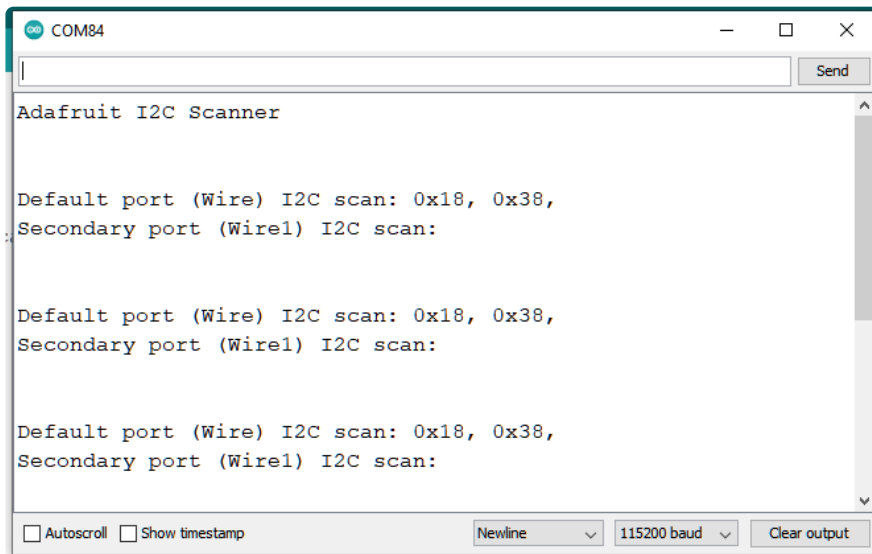 COM84
Send
Adafruit I2C Scanner
Default port (Wire) I2C scan: 0x18, 0x38,
Secondary port (Wire1) I2C scan:
Default port (Wire) I2C scan: 0x18, 0x38,
Secondary port (Wire1) I2C scan:
Default port (Wire) I2C scan: 0x18, 0x38,
Secondary port (Wire1) I2C scan:
Autoscroll Show timestamp Newline 115200 baud Clear output